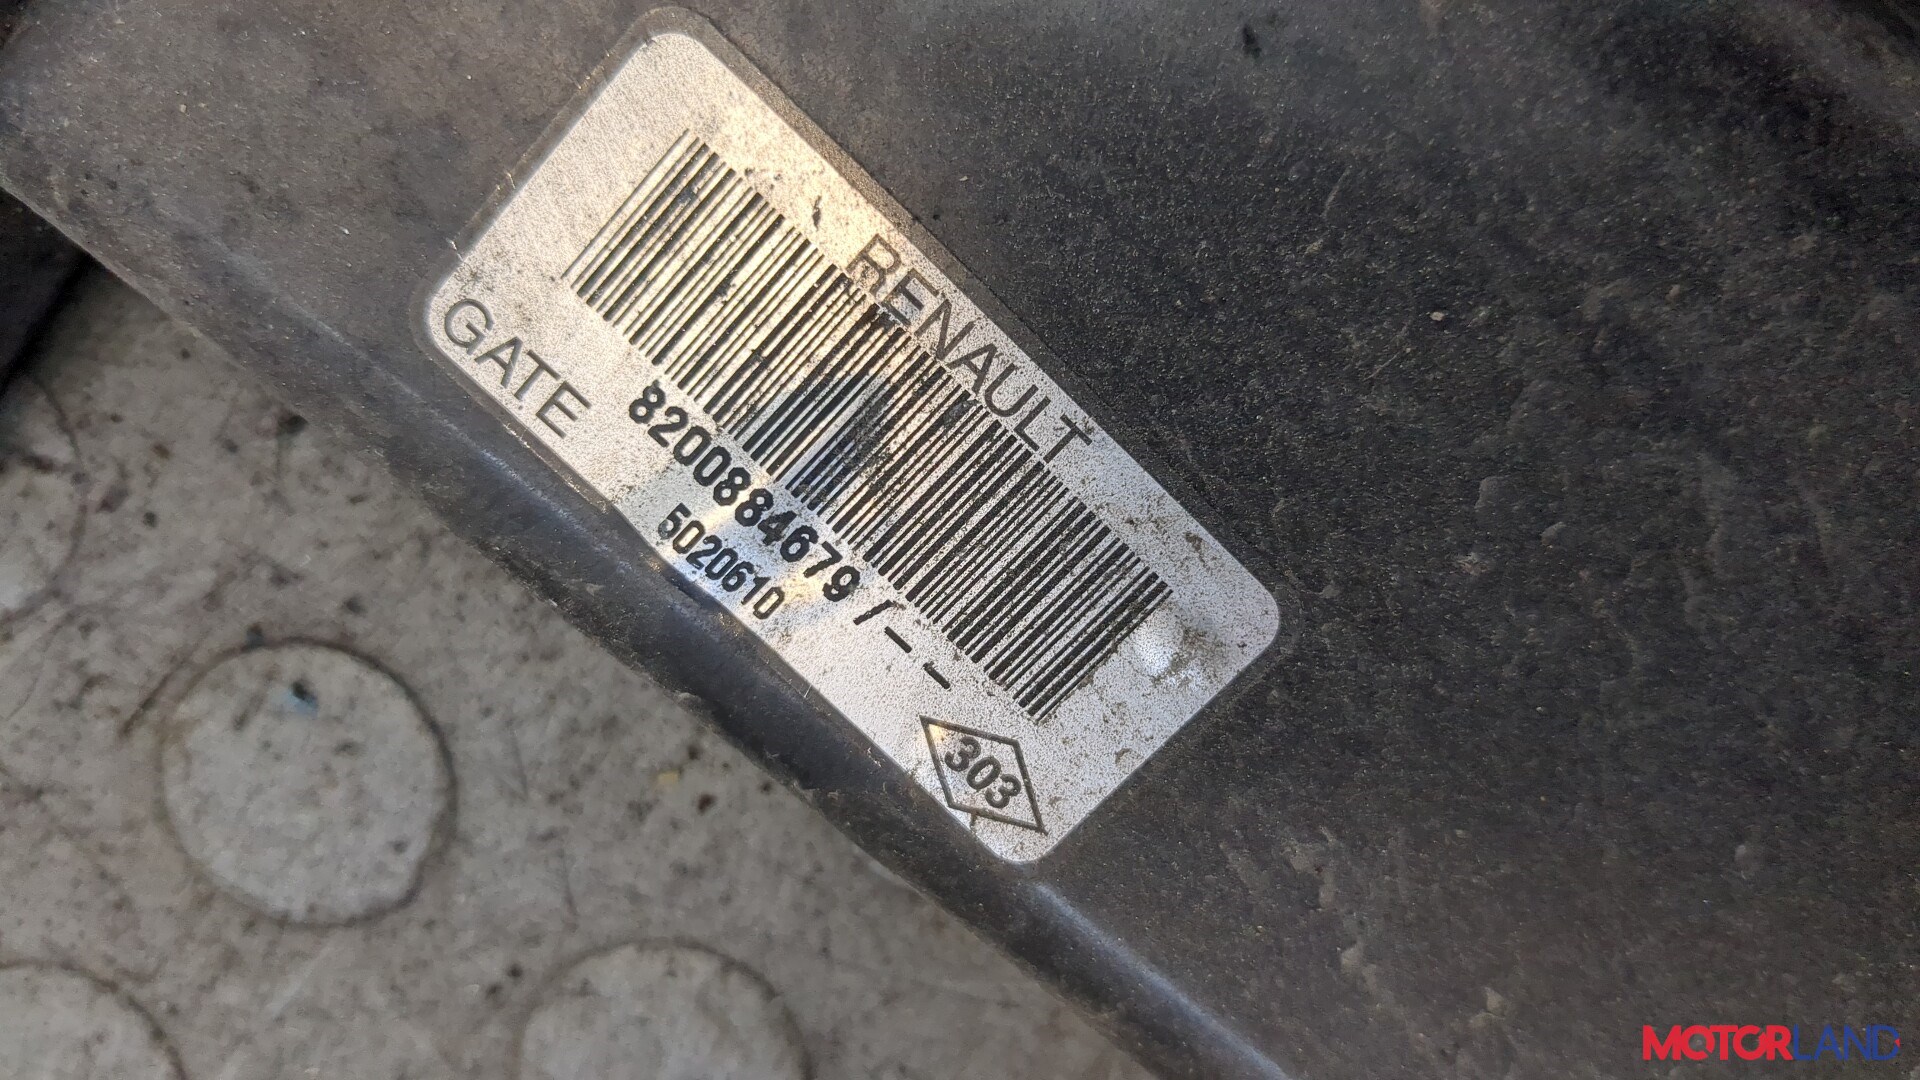 RENAULT
GATE
8200884679/--
5020610
303
MOTORLAND